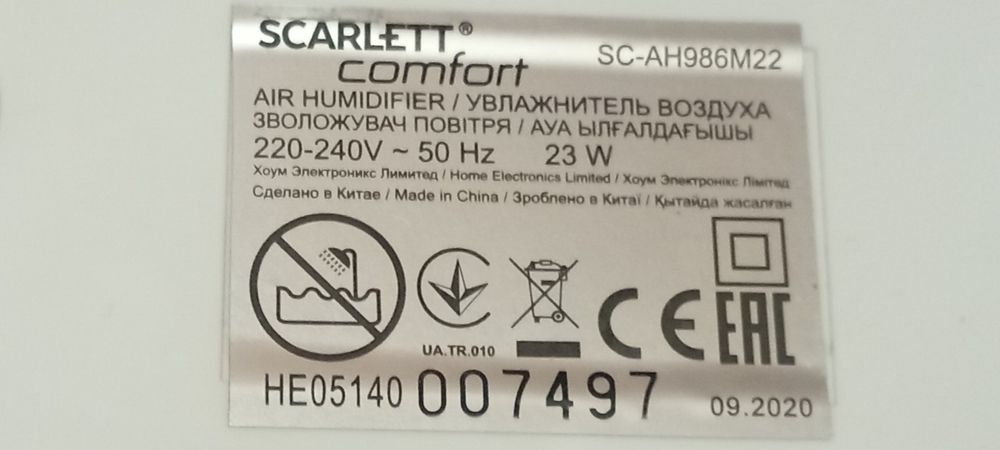 SCARLETT®
comfort
SC-AH986M22
AIR HUMIDIFIER / УВЛАЖНИТЕЛЬ ВОЗДУХА
ЗВОЛОЖУВАЧ ПОВІТРЯ / АУА ЫЛҒАЛДАҒЫШЫ
220-240V ~ 50 Hz 23 W
Хоум Электроникс Лимитед / Home Electronics Limited / Хоум Электронікс Лімітед
Сделано в Китае / Made in China / Зроблено в Китаї / Қытайда жасалған
UA.TR.010
CE
EAC
HE05140 007497 09.2020